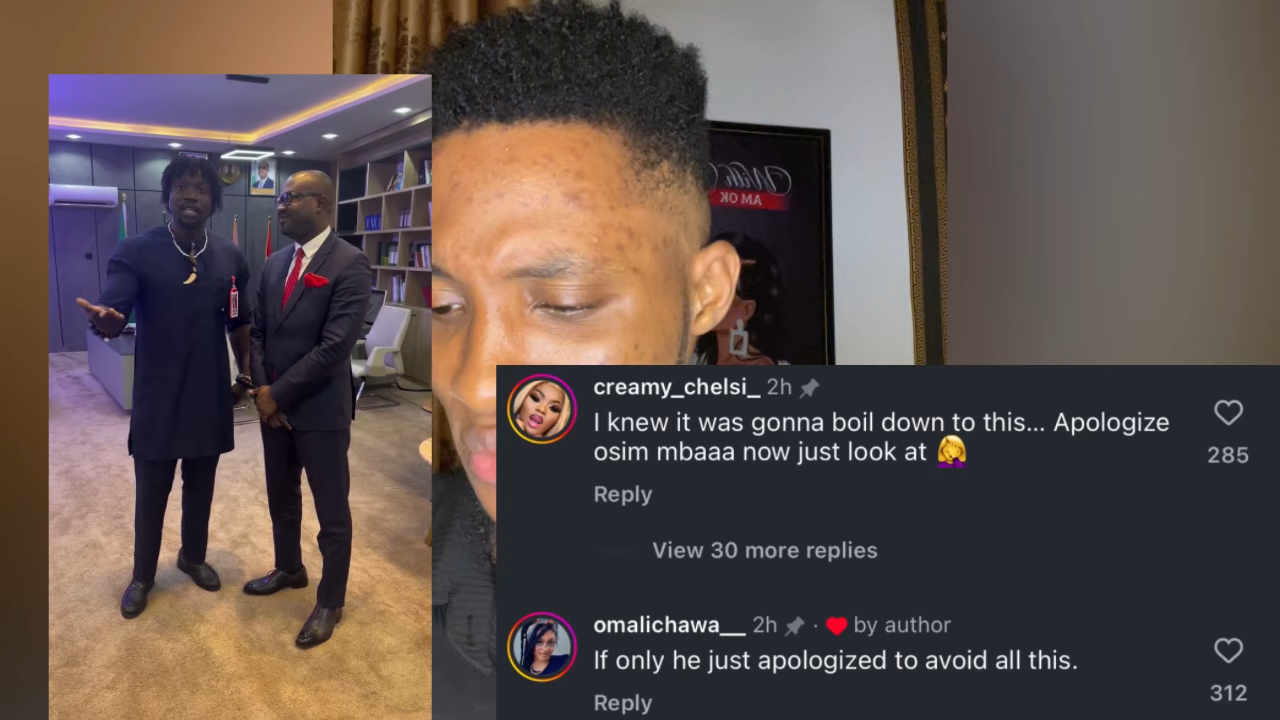 creamy_chelsi_ 2h
I knew it was gonna boil down to this... Apologize
osim mbaaa now just look at 🤦‍♀️
285
Reply
View 30 more replies
omalichawa__ 2h · ❤️ by author
If only he just apologized to avoid all this.
312
Reply